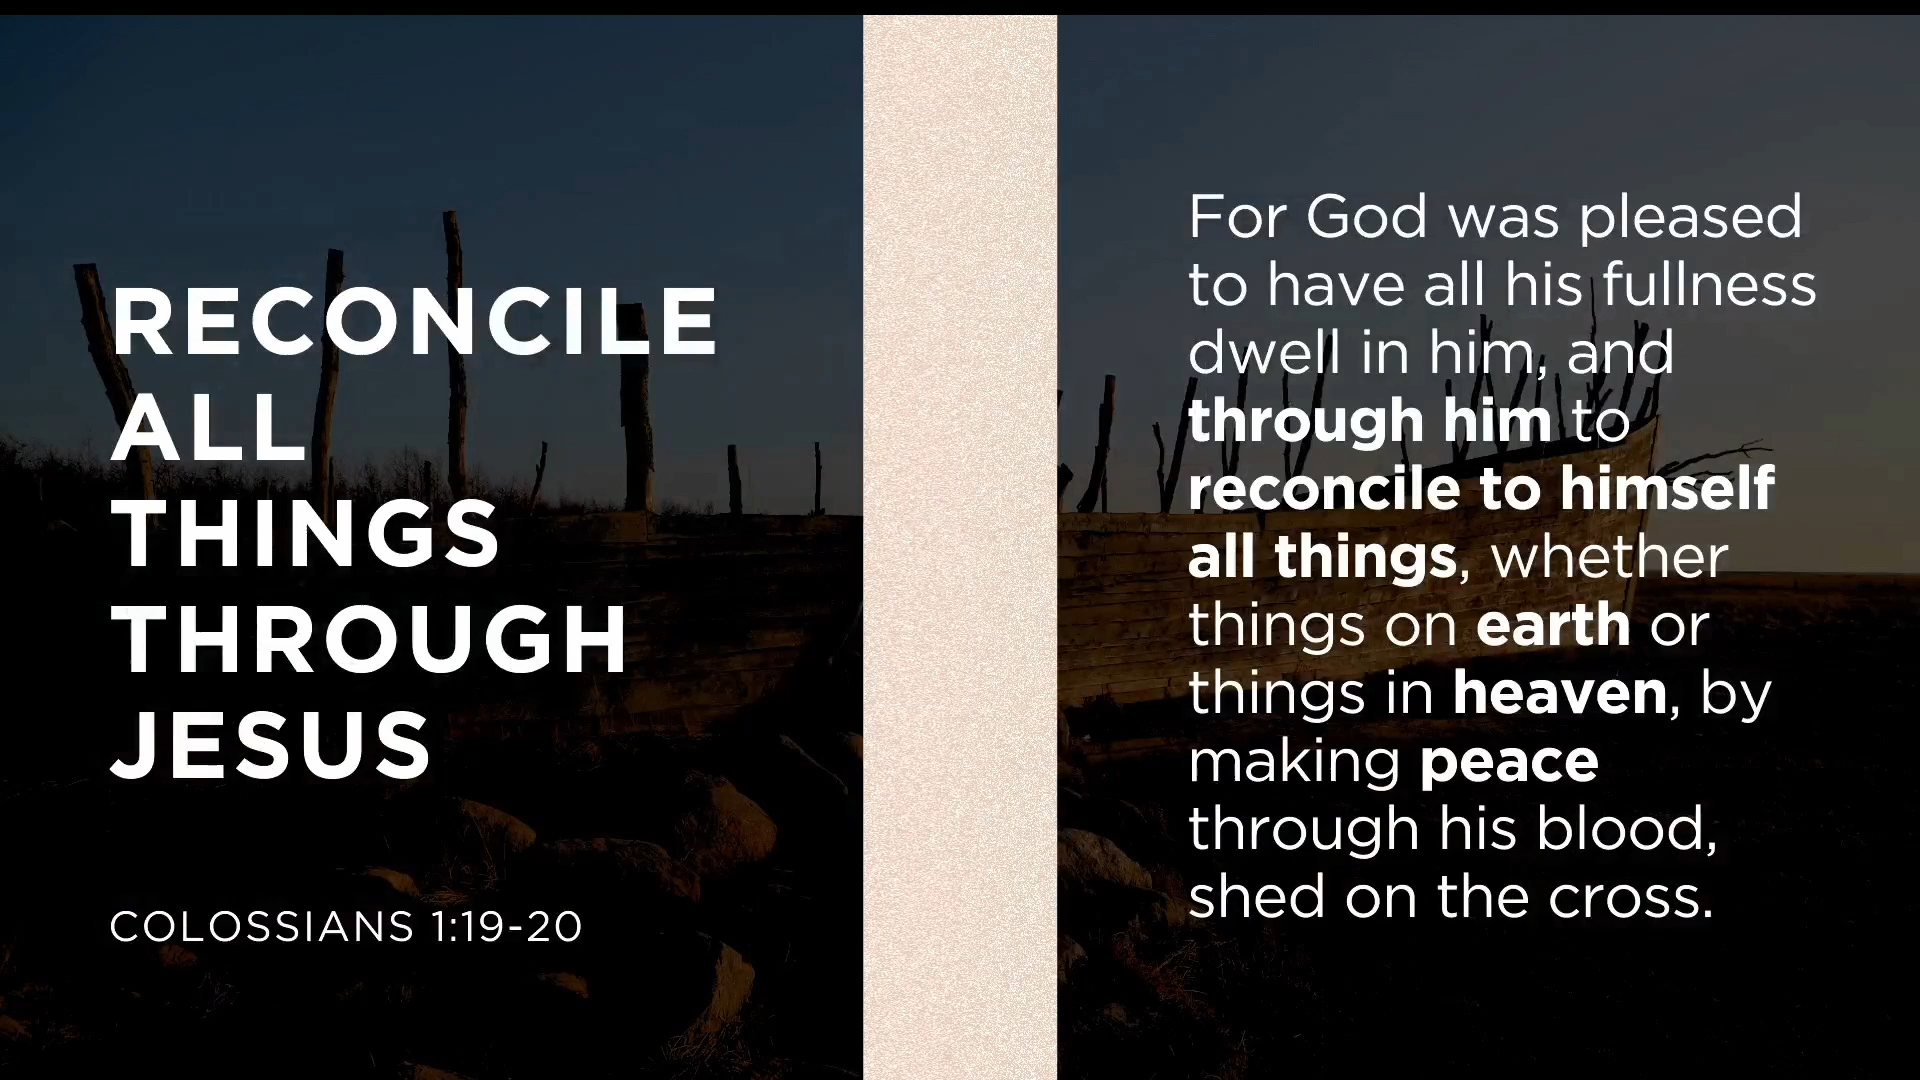 RECONCILE
ALL
THINGS
THROUGH
JESUS
COLOSSIANS 1:19-20
For God was pleased
to have all his fullness
dwell in him, and
through him to
reconcile to himself
all things, whether
things on earth or
things in heaven, by
making peace
through his blood,
shed on the cross.